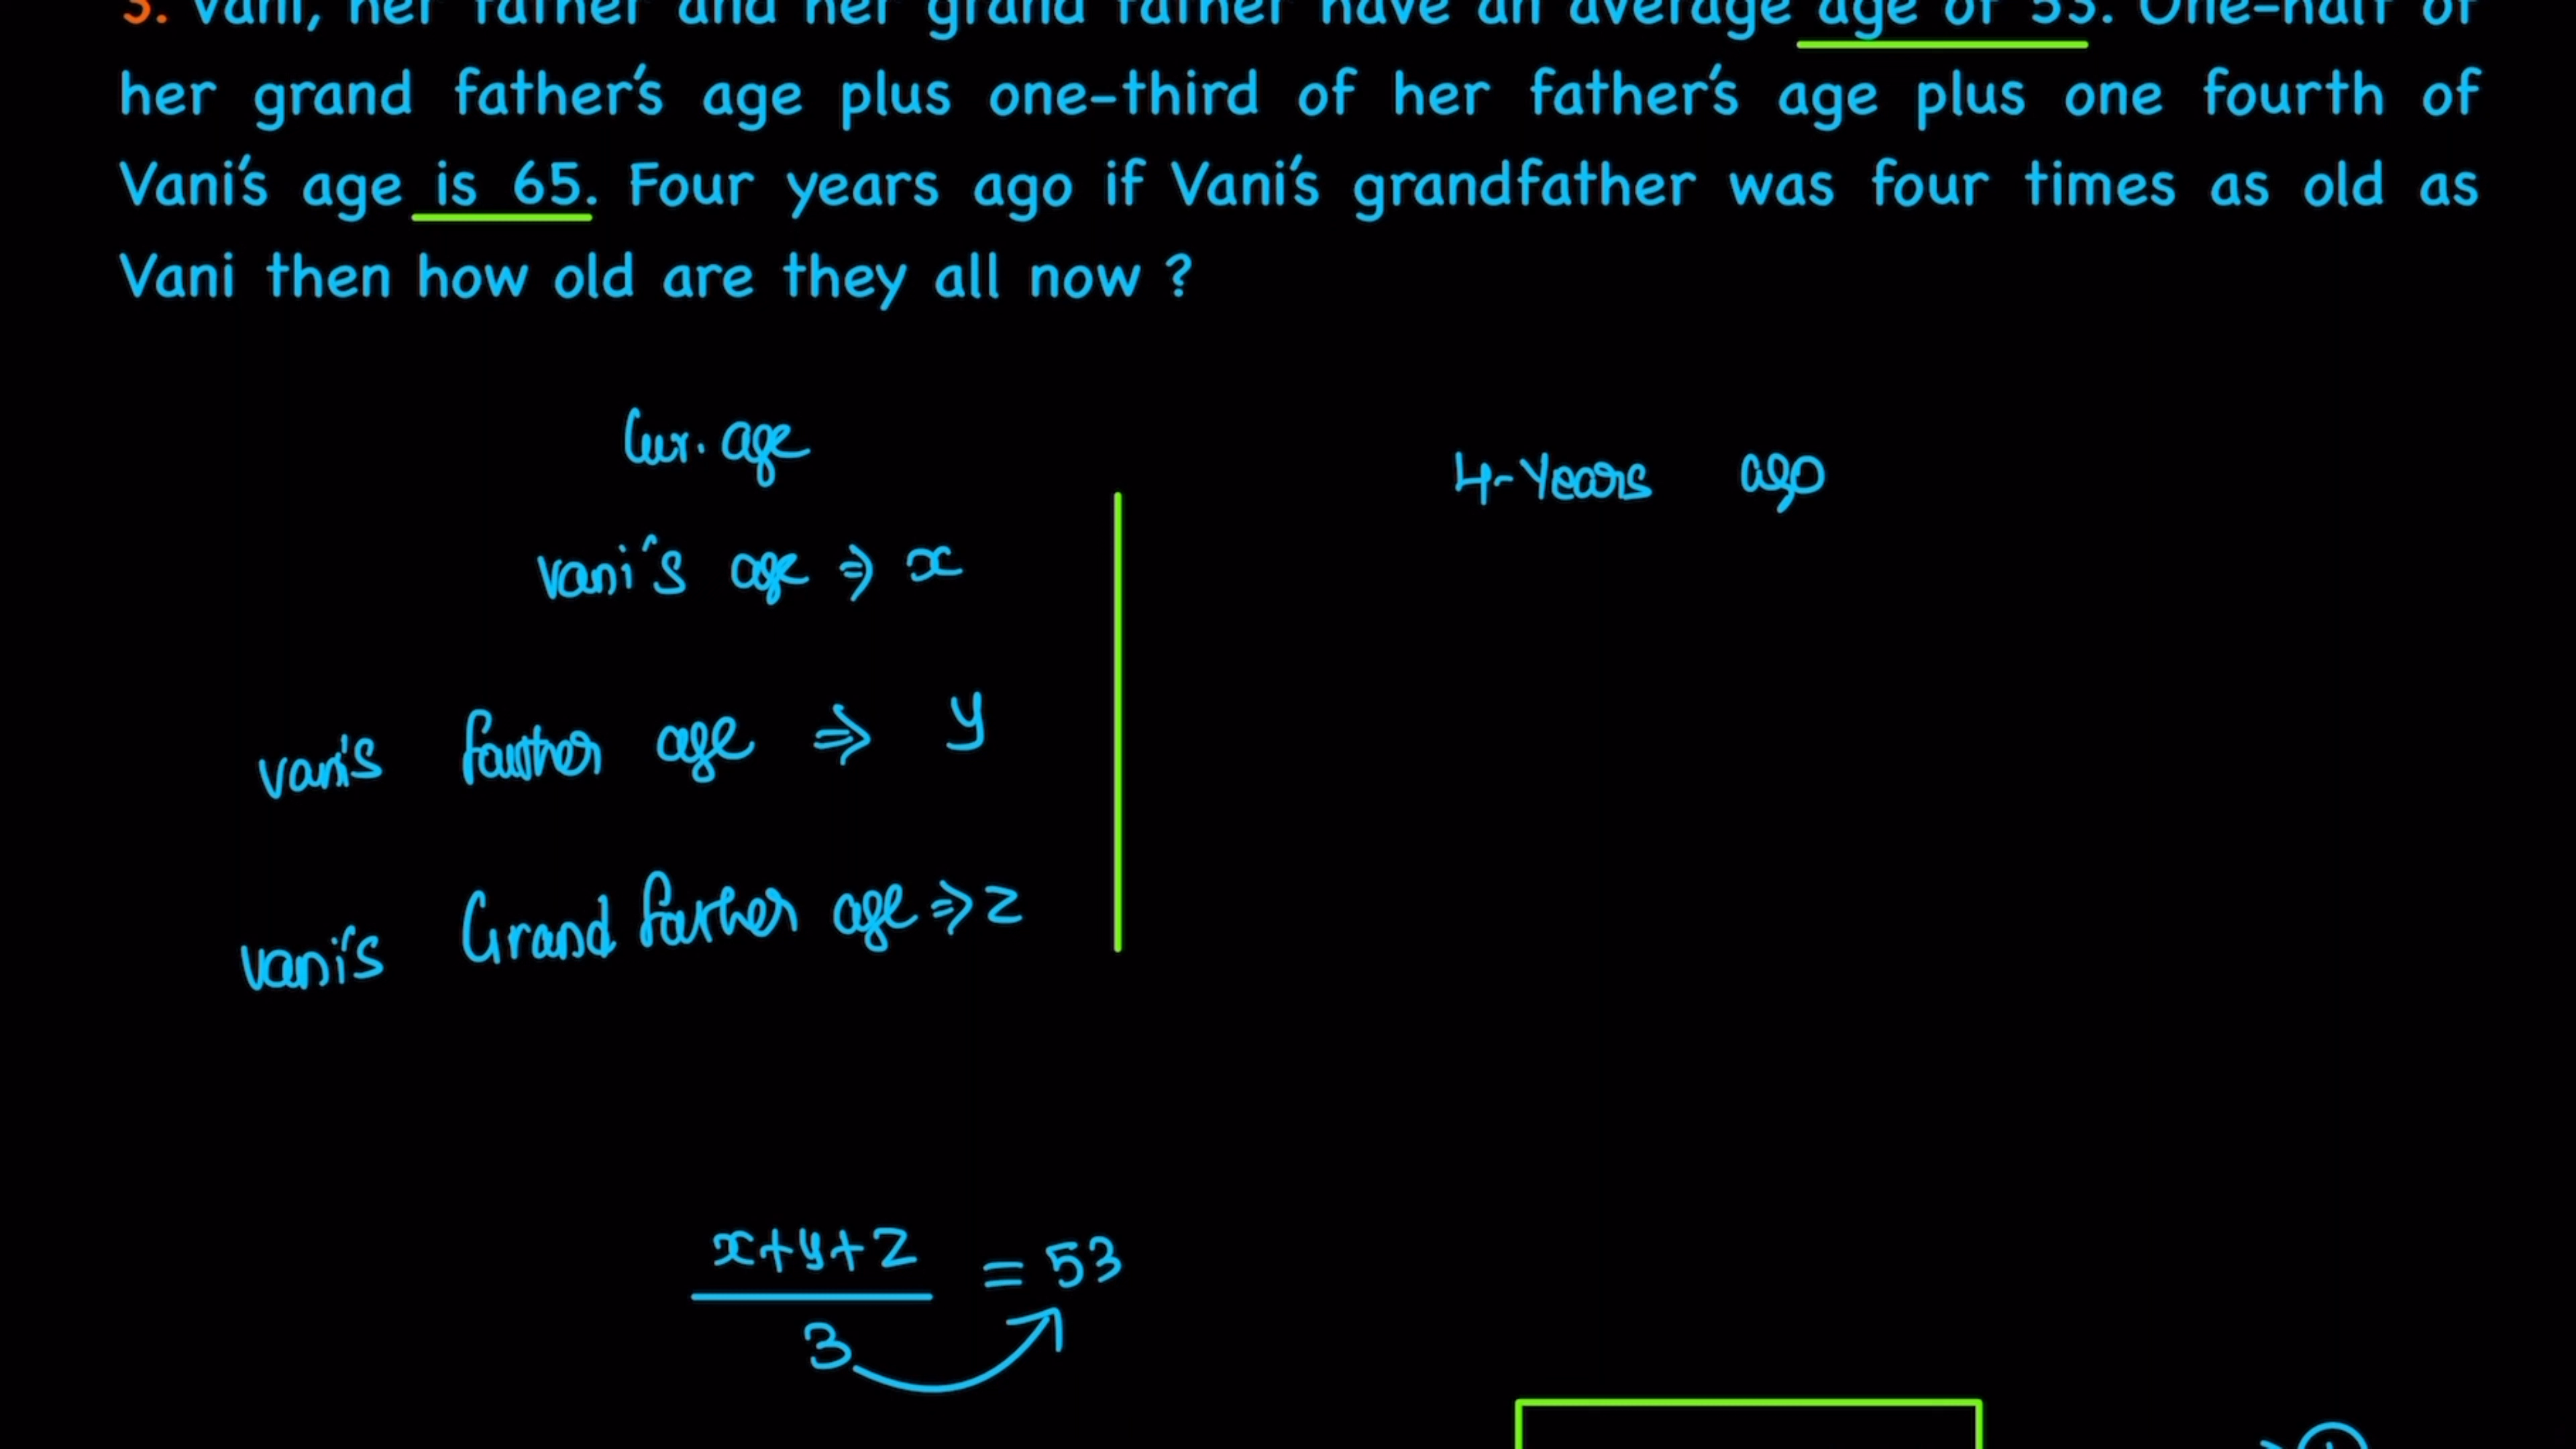 3. Vani, her father and her grand father have an average age of 53. One-half of
her grand father's age plus one-third of her father's age plus one fourth of
Vani's age is 65. Four years ago if Vani's grandfather was four times as old as
Vani then how old are they all now ?
Cur. age
4-Years ago
vani's age ⇒ x
vani's father age ⇒ y
vani's Grand father age ⇒ z
x+y+z
= 53
3